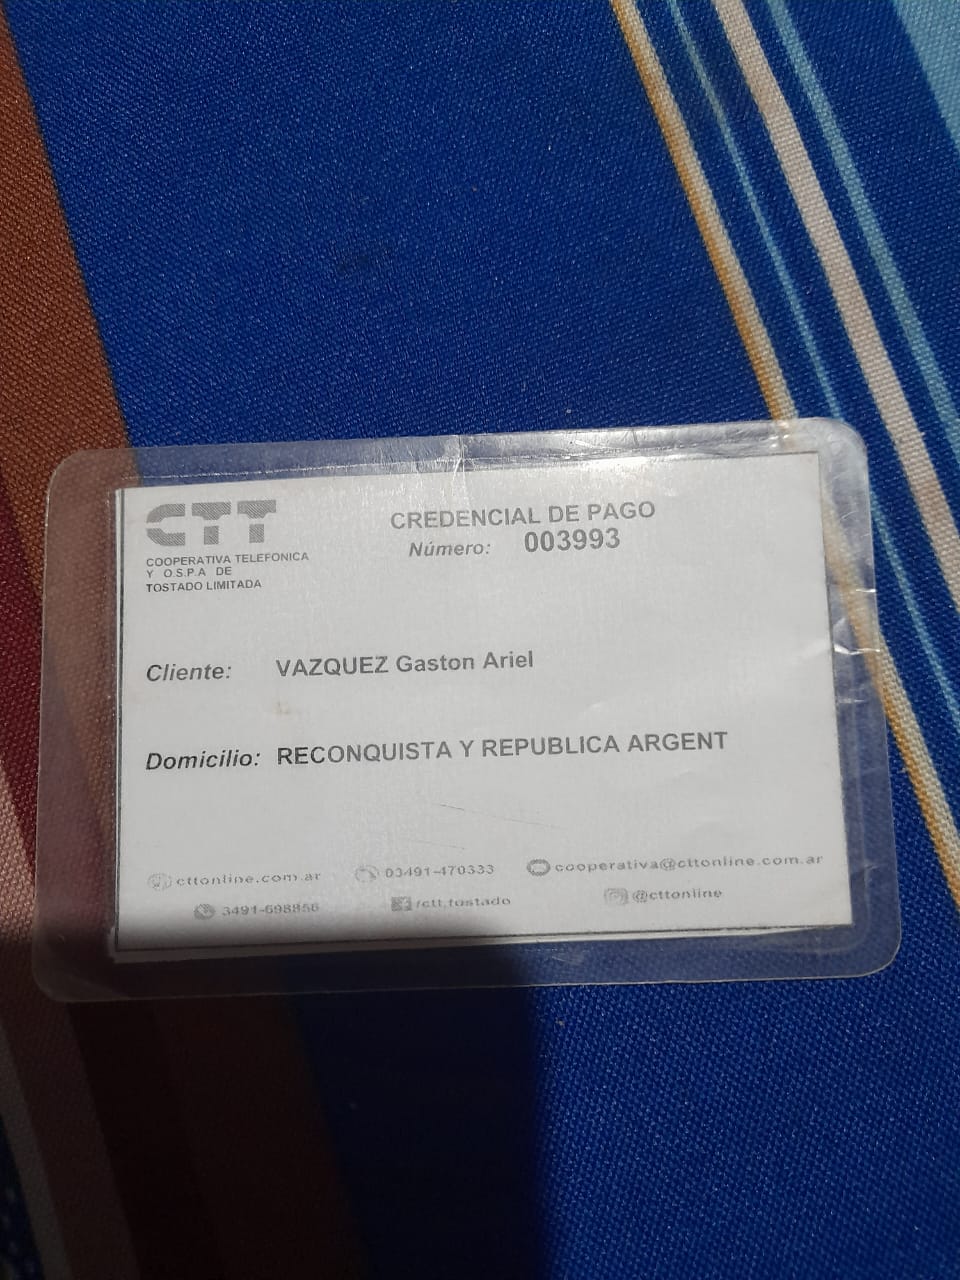 CTT
COOPERATIVA TELEFONICA
Y O.S.P.A DE
TOSTADO LIMITADA
CREDENCIAL DE PAGO
Número: 003993
Cliente: VAZQUEZ Gaston Ariel
Domicilio: RECONQUISTA Y REPUBLICA ARGENT
cttonline.com.ar 03491-470333 cooperativa@cttonline.com.ar
3491-698856 /ctt.tostado @cttonline